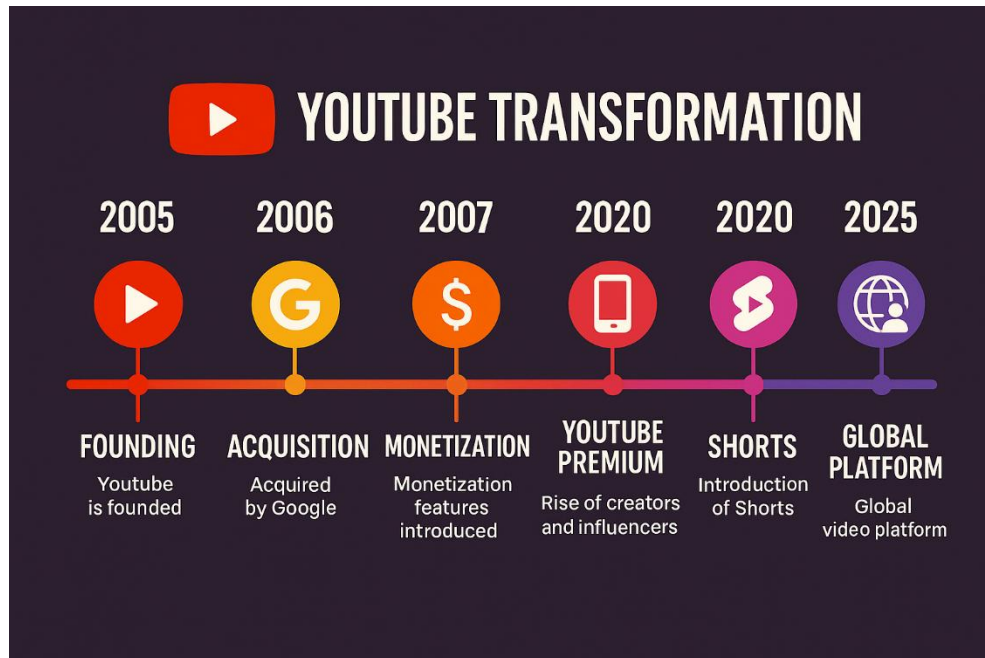 YOUTUBE TRANSFORMATION
2005
2006
2007
2020
2020
2025
G
$
FOUNDING
Youtube
is founded
ACQUISITION
Acquired
by Google
MONETIZATION
Monetization
features
introduced
YOUTUBE
PREMIUM
Rise of creators
and influencers
SHORTS
Introduction
of Shorts
GLOBAL
PLATFORM
Global
video platform